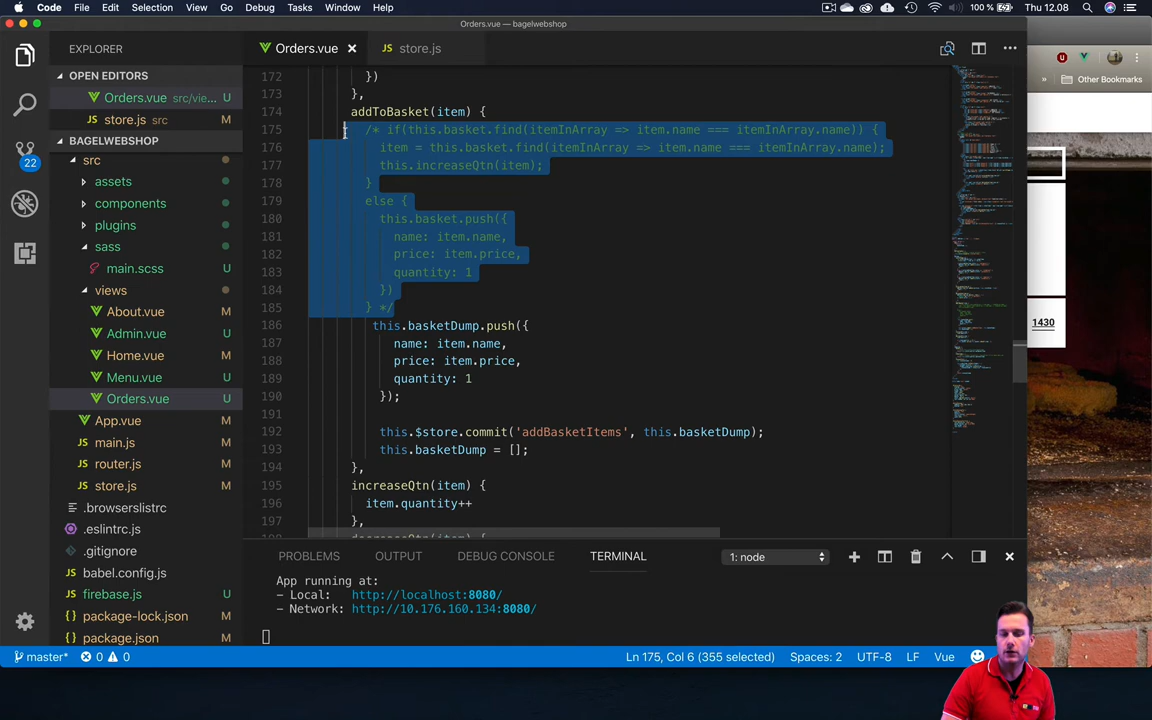 Code File Edit Selection View Go Debug Tasks Window Help
100 % Thu 12.08
Orders.vue — bagelwebshop
EXPLORER
OPEN EDITORS
Orders.vue src/vie... U
store.js src U
BAGELWEBSHOP
src
assets
components
plugins
sass
main.scss U
views
About.vue M
Admin.vue U
Home.vue M
Menu.vue U
Orders.vue U
App.vue M
main.js M
router.js M
store.js M
.browserslistrc
.eslintrc.js
.gitignore
babel.config.js
firebase.js U
package-lock.json M
package.json M
22
Orders.vue
JS store.js
172 })
173 },
174 addToBasket(item) {
175 /* if(this.basket.find(itemInArray => item.name === itemInArray.name)) {
176 item = this.basket.find(itemInArray => item.name === itemInArray.name);
177 this.increaseQtn(item);
178 }
179 else {
180 this.basket.push({
181 name: item.name,
182 price: item.price,
183 quantity: 1
184 })
185 } */
186 this.basketDump.push({
187 name: item.name,
188 price: item.price,
189 quantity: 1
190 });
191
192 this.$store.commit('addBasketItems', this.basketDump);
193 this.basketDump = [];
194 },
195 increaseQtn(item) {
196 item.quantity++
197 },
198 decreaseQtn(item) {
PROBLEMS OUTPUT DEBUG CONSOLE TERMINAL
1: node
App running at:
- Local: http://localhost:8080/
- Network: http://10.176.160.134:8080/
master* 0 0
Ln 175, Col 6 (355 selected) Spaces: 2 UTF-8 LF Vue
» Other Bookmarks
1430